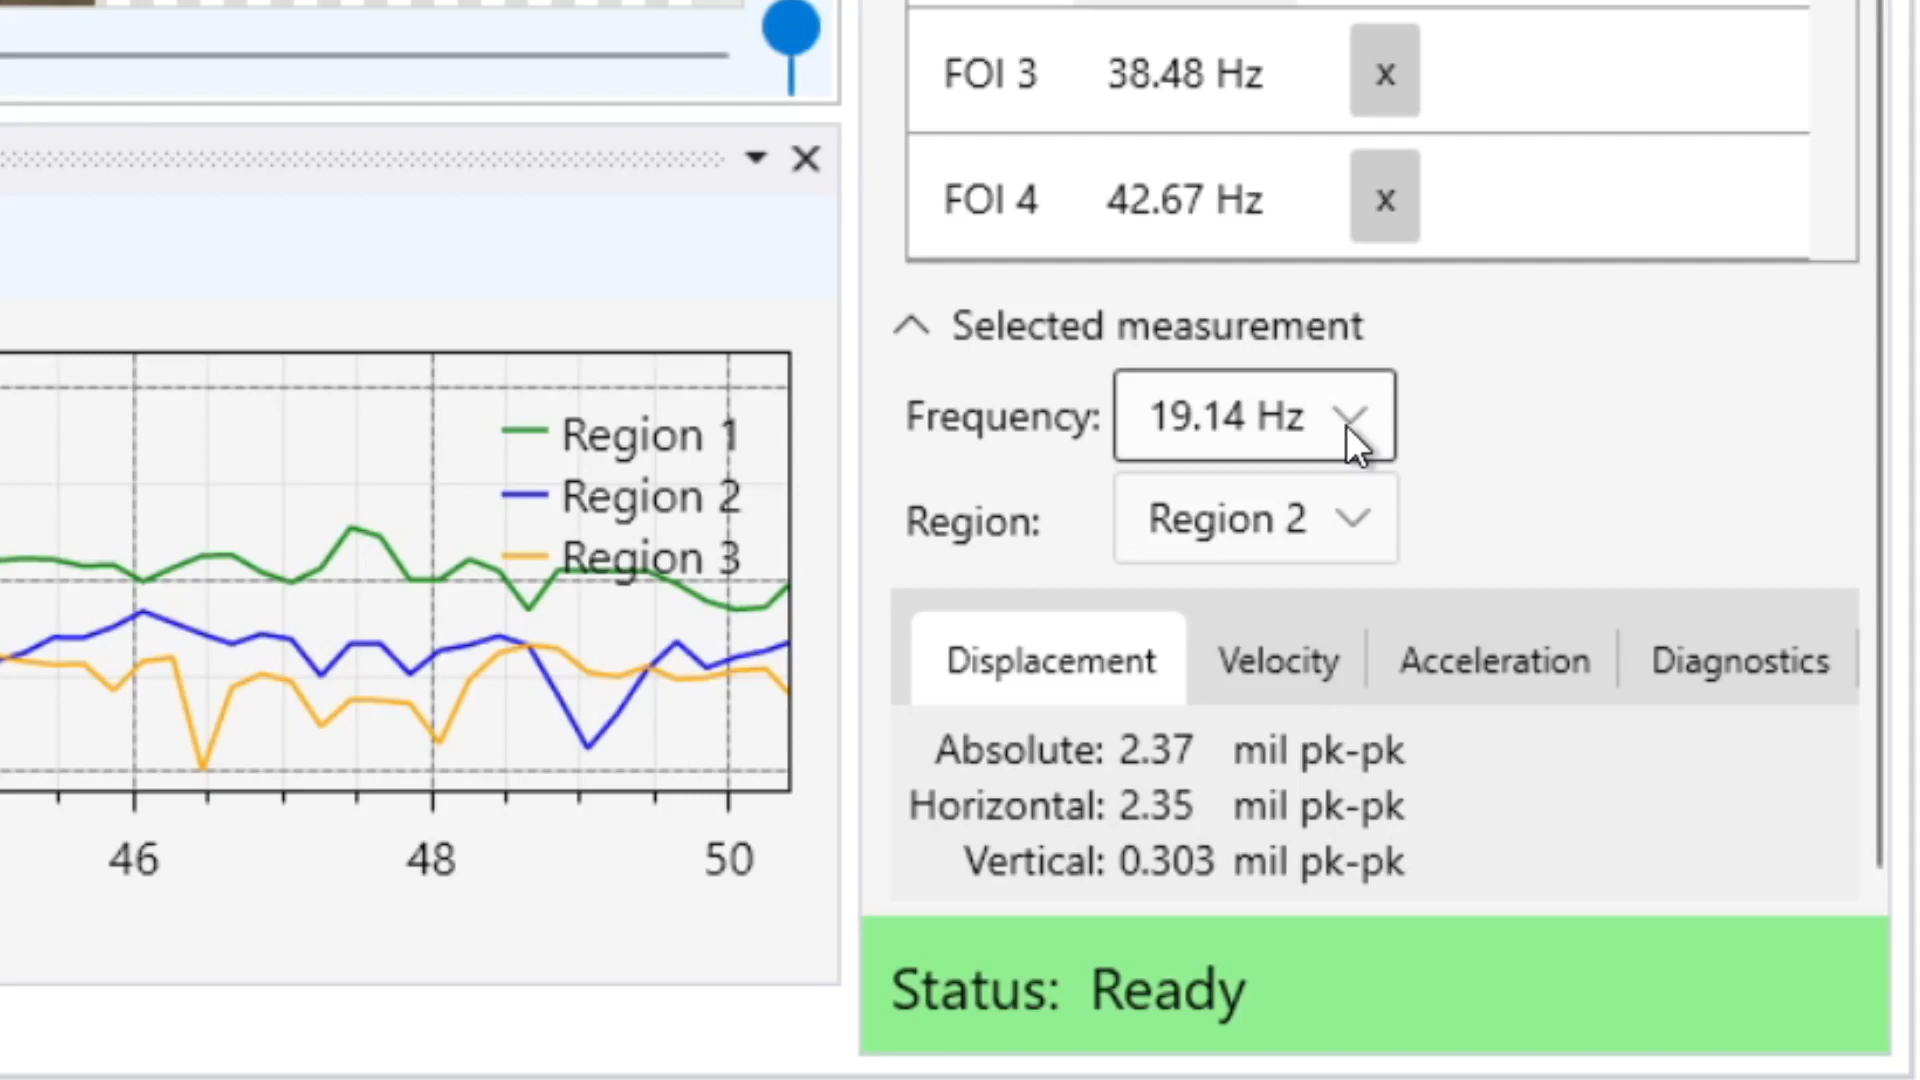 FOI 3 38.48 Hz x
FOI 4 42.67 Hz x
Selected measurement
Frequency: 19.14 Hz
Region: Region 2
Displacement Velocity Acceleration Diagnostics
Absolute: 2.37 mil pk-pk
Horizontal: 2.35 mil pk-pk
Vertical: 0.303 mil pk-pk
Status: Ready
Region 1
Region 2
Region 3
46 48 50